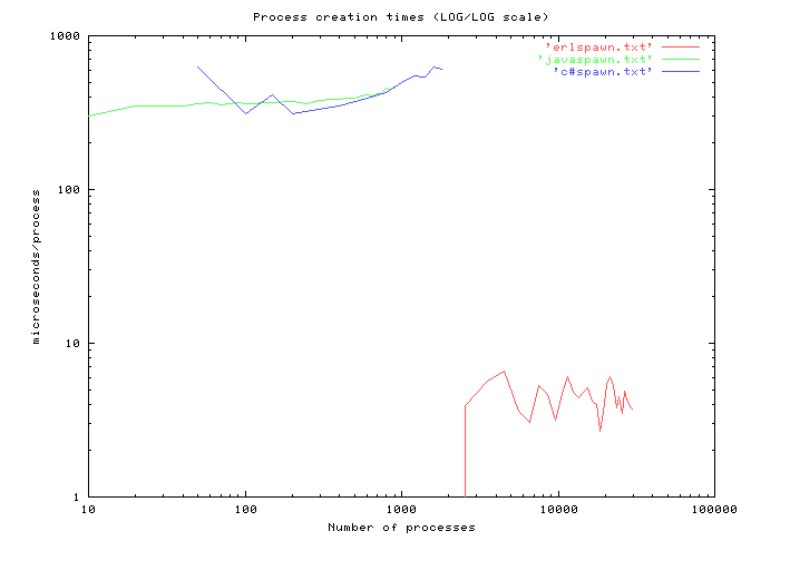 Process creation times (LOG/LOG scale)
1000
'erlspawn.txt'
'javaspawn.txt'
'c#spawn.txt'
100
microseconds/process
10
1
10 100 1000 10000 100000
Number of processes